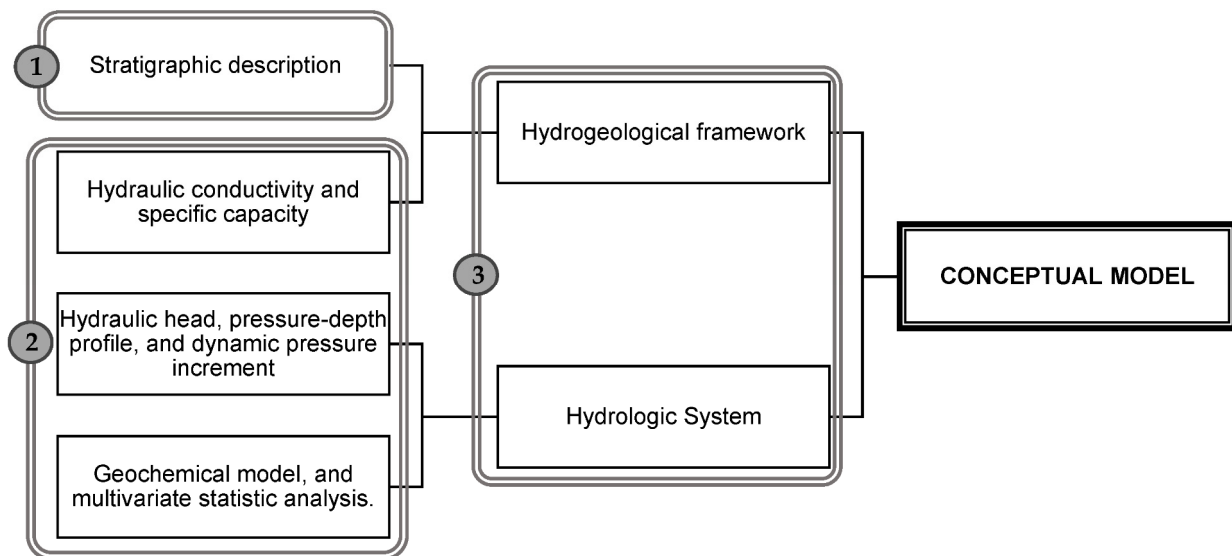 1
Stratigraphic description
Hydraulic conductivity and
specific capacity
2
Hydraulic head, pressure-depth
profile, and dynamic pressure
increment
Geochemical model, and
multivariate statistic analysis.
3
Hydrogeological framework
Hydrologic System
CONCEPTUAL MODEL